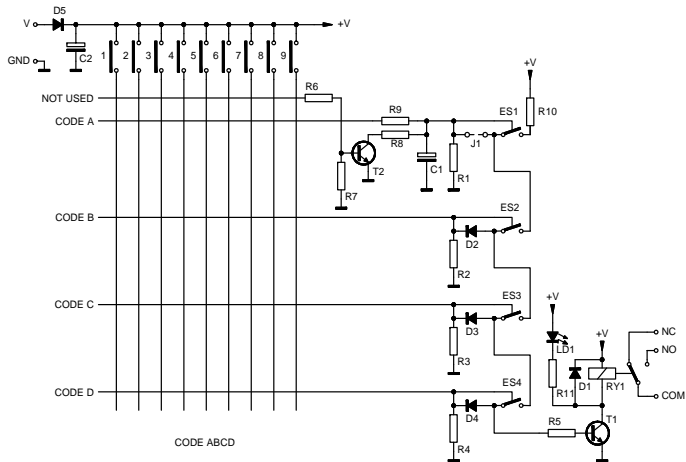 D5
V
+V
GND
C2
1 2 3 4 5 6 7 8 9
+V
NOT USED
R6
R9
ES1
R10
CODE A
R8
J1
T2
C1
R1
R7
CODE B
ES2
D2
R2
CODE C
ES3
+V
D3
+V
NC
R3
LD1
NO
CODE D
ES4
R11
D1
RY1
COM
D4
R5
T1
R4
CODE ABCD